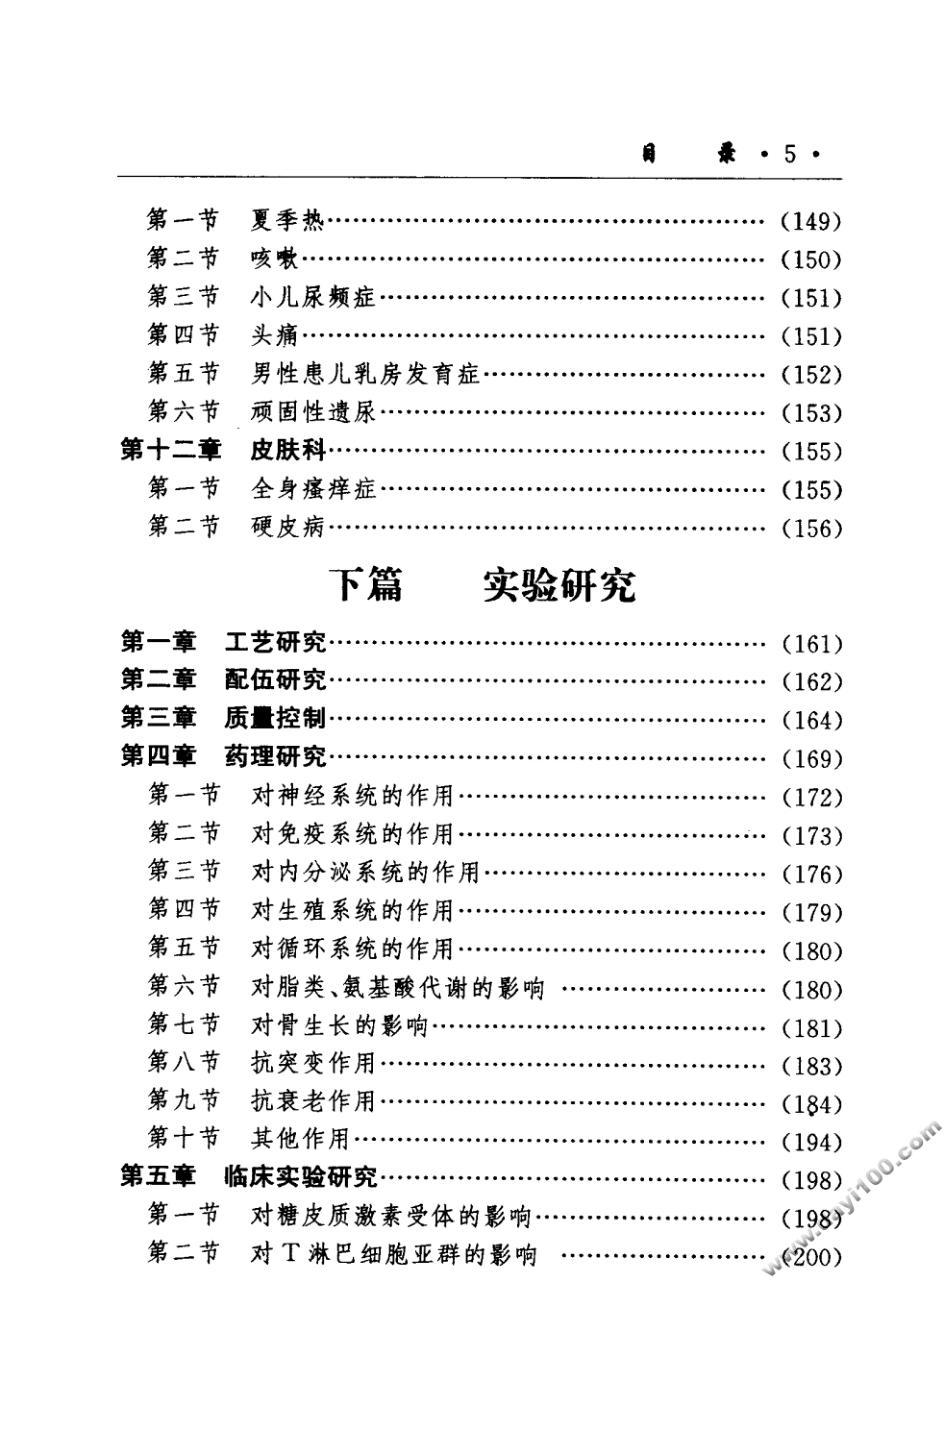 目 录 · 5 ·
第一节 夏季热……………………………………………（149）
第二节 咳嗽………………………………………………（150）
第三节 小儿尿频症………………………………………（151）
第四节 头痛………………………………………………（151）
第五节 男性患儿乳房发育症……………………………（152）
第六节 顽固性遗尿………………………………………（153）
第十二章 皮肤科……………………………………………（155）
第一节 全身瘙痒症………………………………………（155）
第二节 硬皮病……………………………………………（156）
下篇 实验研究
第一章 工艺研究……………………………………………（161）
第二章 配伍研究……………………………………………（162）
第三章 质量控制……………………………………………（164）
第四章 药理研究……………………………………………（169）
第一节 对神经系统的作用………………………………（172）
第二节 对免疫系统的作用………………………………（173）
第三节 对内分泌系统的作用……………………………（176）
第四节 对生殖系统的作用………………………………（179）
第五节 对循环系统的作用………………………………（180）
第六节 对脂类、氨基酸代谢的影响 ……………………（180）
第七节 对骨生长的影响…………………………………（181）
第八节 抗突变作用………………………………………（183）
第九节 抗衰老作用………………………………………（184）
第十节 其他作用…………………………………………（194）
第五章 临床实验研究………………………………………（198）
第一节 对糖皮质激素受体的影响………………………（198）
第二节 对T淋巴细胞亚群的影响 ……………………（200）